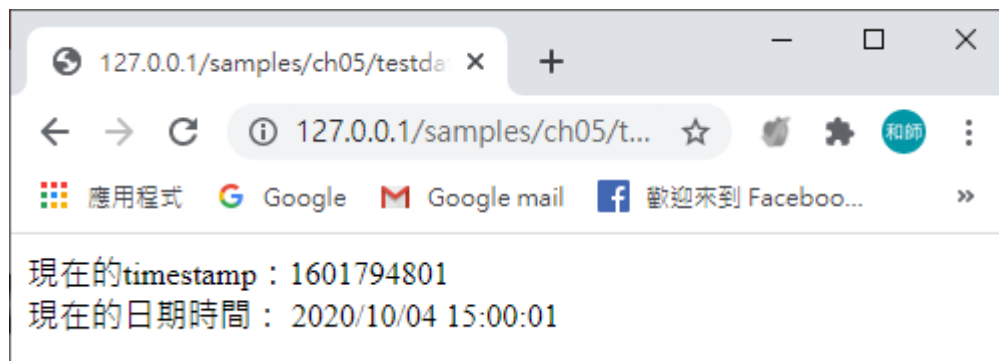 127.0.0.1/samples/ch05/testda
127.0.0.1/samples/ch05/t...
和師
應用程式 Google Google mail 歡迎來到 Faceboo...
現在的timestamp：1601794801
現在的日期時間： 2020/10/04 15:00:01